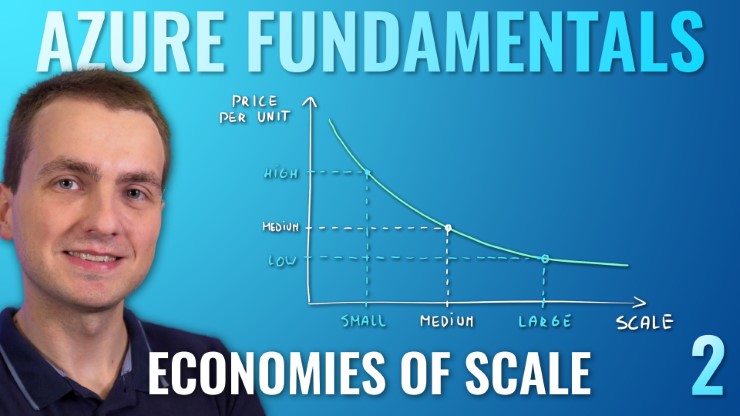 AZURE FUNDAMENTALS
PRICE
PER UNIT
HIGH
MEDIUM
LOW
SMALL MEDIUM LARGE SCALE
ECONOMIES OF SCALE 2